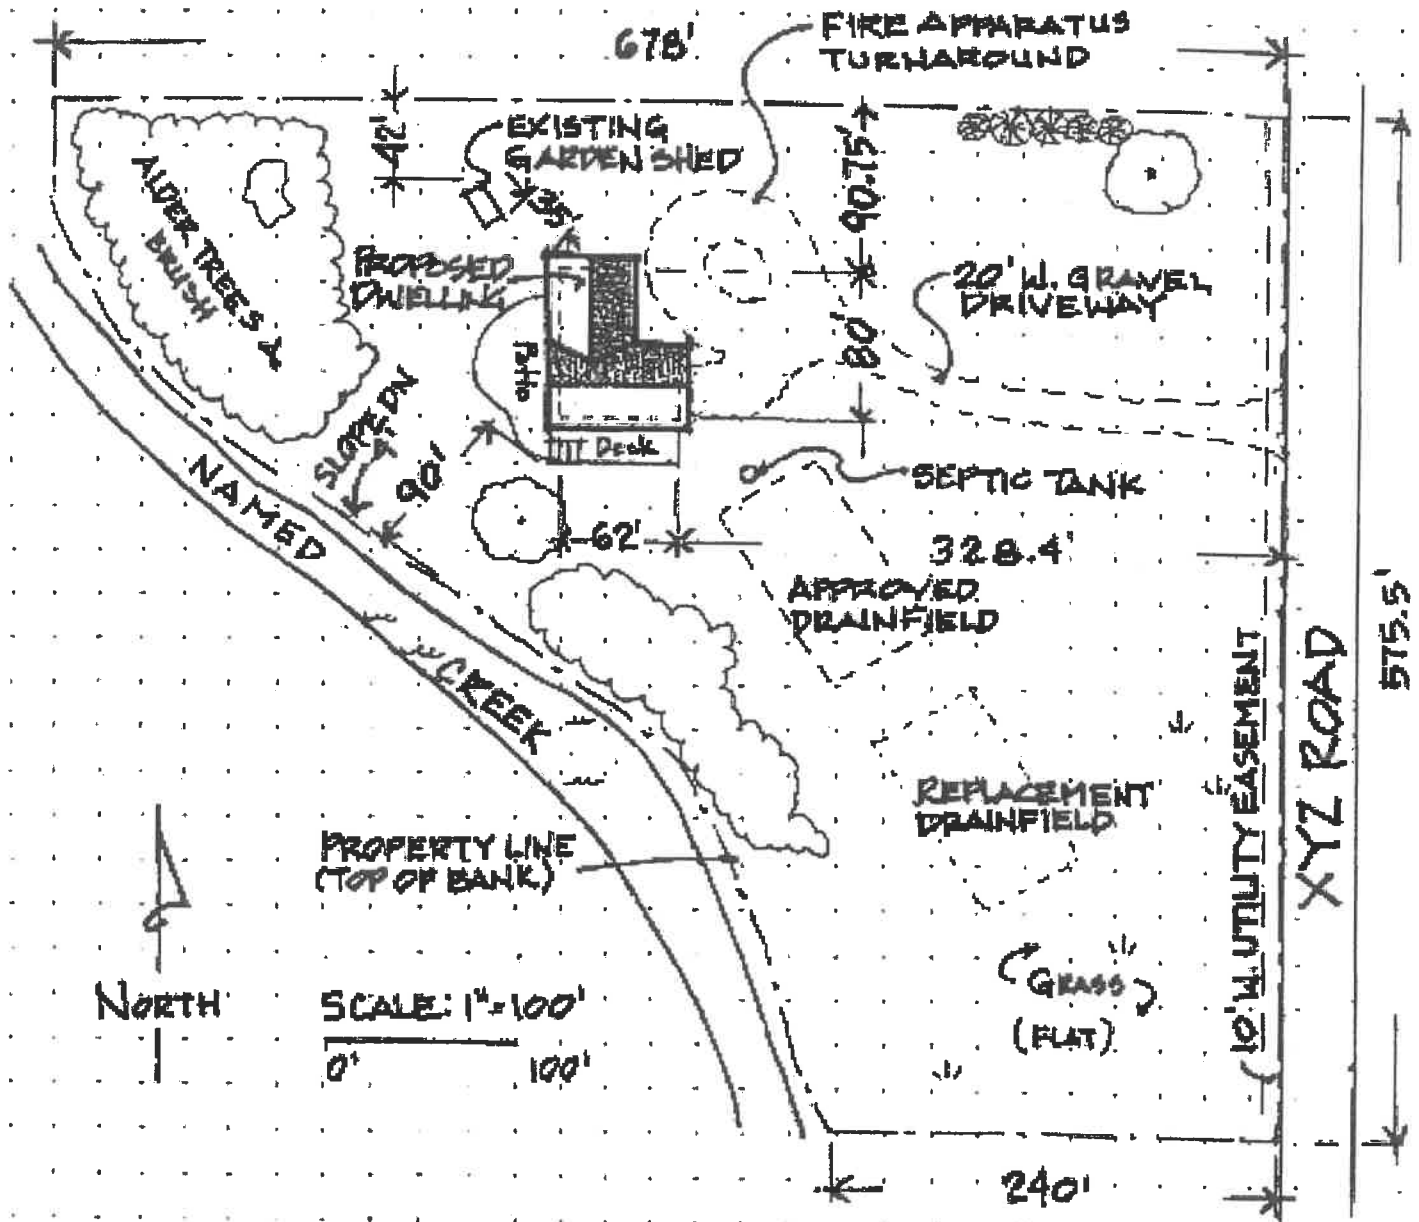 678'
FIRE APPARATUS
TURNAROUND
42'
EXISTING
GARDEN SHED
35'
90.75'
ALDER TREES &
BRUSH
PROPOSED
DWELLING
20' W. GRAVEL
DRIVEWAY
80'
Patio
SLOPE DN
90'
Deck
SEPTIC TANK
NAMED
CREEK
62'
328.4'
APPROVED
DRAINFIELD
575.5'
10' W. UTILITY EASEMENT
XYZ ROAD
REPLACEMENT
DRAINFIELD
PROPERTY LINE
(TOP OF BANK)
GRASS
(FLAT)
NORTH
SCALE: 1"=100'
0' 100'
240'